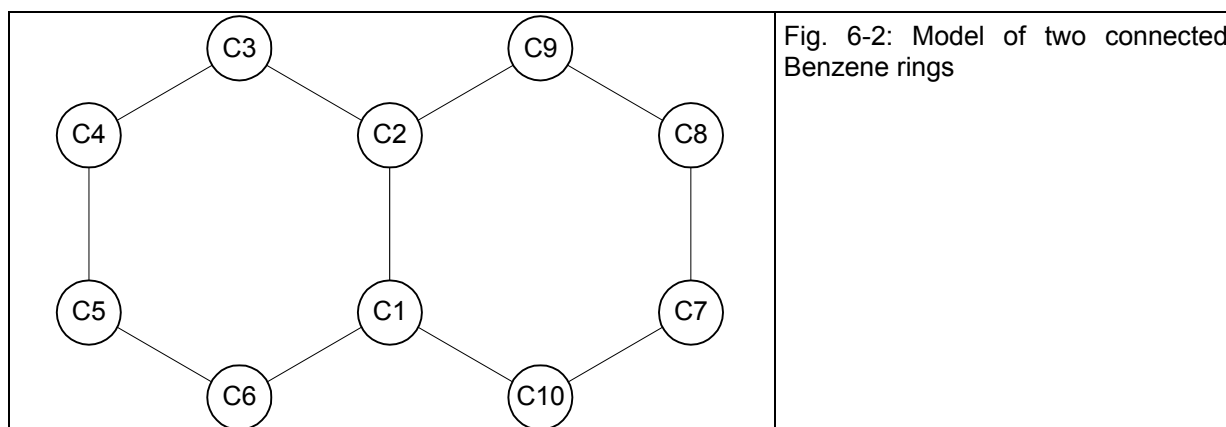 C3
C9
C4
C2
C8
C5
C1
C7
C6
C10
Fig. 6-2: Model of two connected
Benzene rings